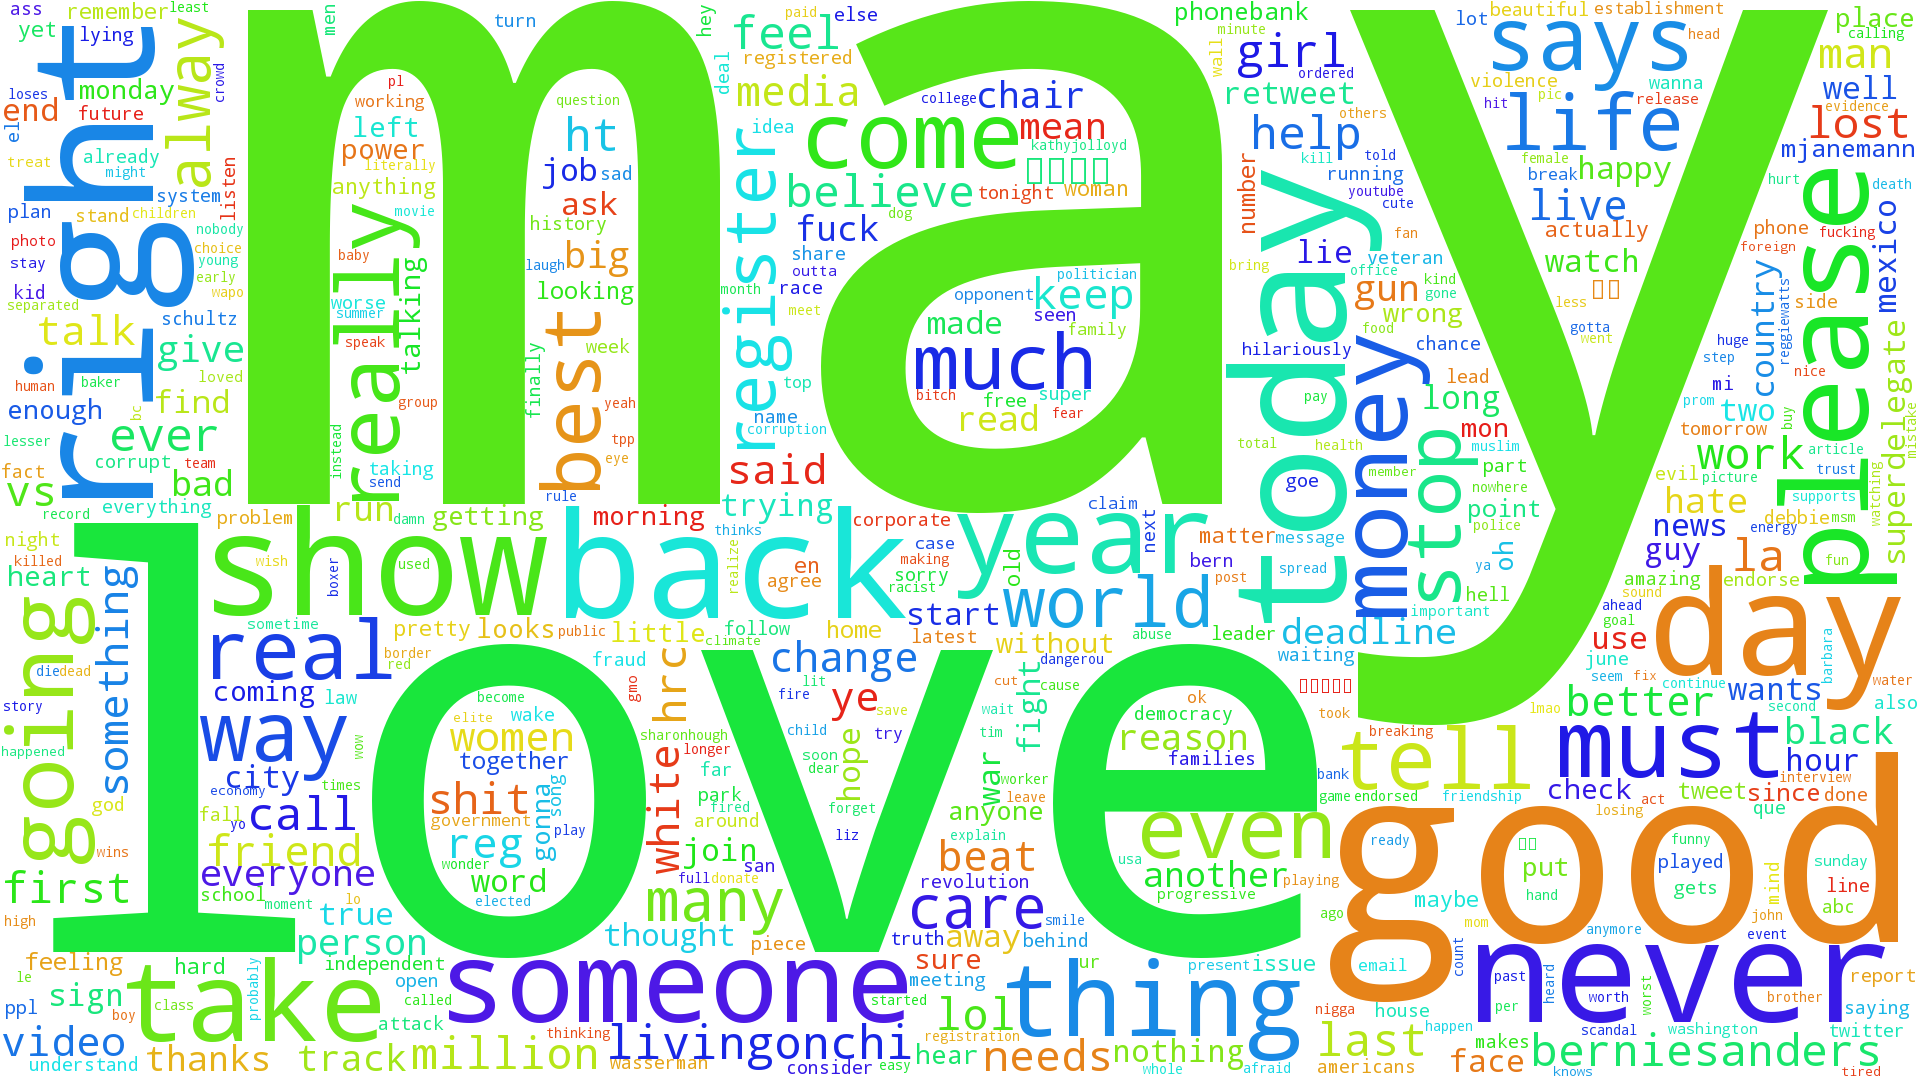 may
love
good
right
show
back
today
year
day
someone
never
take
thing
please
come
says
life
real
way
going
really
best
register
much
money
stop
world
must
tell
even
many
care
first
everyone
friend
call
something
alway
feel
media
girl
retweet
phonebank
chair
mean
kathyjolloyd
believe
tonight
woman
fuck
help
live
happy
watch
actually
man
place
well
lost
mjanemann
mexico
superdelegate
country
work
hate
news
guy
la
better
wants
black
hour
check
tweet
since
done
que
berniesanders
face
last
twitter
saying
report
makes
house
americans
needs
nothing
lol
hear
livingonchi
million
track
thanks
video
understand
wasserman
consider
easy
thinking
attack
called
open
independent
person
true
thought
piece
truth
away
behind
sure
meeting
started
issue
present
ur
whole
afraid
registration
sign
feeling
hard
ppl
boy
class
probably
le
high
wins
god
school
moment
lo
fall
yo
city
economy
times
wow
coming
law
story
happened
die
dead
heart
killed
night
record
everything
problem
run
damn
getting
morning
trying
thinks
corporate
case
making
sorry
racist
agree
en
realize
wish
used
boxer
sometime
pretty
looks
public
little
climate
follow
home
latest
start
old
without
abuse
leader
deadline
waiting
matter
message
bern
post
spread
next
claim
change
border
red
fraud
gmo
hrc
white
sharonhough
longer
lit
fire
ye
save
try
child
hope
soon
dear
forget
liz
far
park
fired
around
join
san
full
donate
women
together
become
elite
wake
shit
government
gonna
song
play
reg
wonder
word
elected
dangerou
cut
cause
fight
wait
tim
war
worker
leave
anyone
explain
beat
revolution
smile
ok
democracy
reason
families
usa
another
progressive
playing
bank
game
endorsed
friendship
breaking
took
lmao
interview
act
losing
ready
put
hand
funny
played
gets
mind
sunday
line
abc
john
event
maybe
ago
mom
anymore
email
count
nigga
happen
past
per
heard
worth
worst
scandal
washington
brother
knows
tired
also
second
water
barbara
continue
fix
seem
june
use
goal
ahead
sound
amazing
endorse
energy
debbie
msm
evil
fun
supports
trust
picture
article
watching
mistake
buy
prom
tomorrow
two
mi
step
huge
nice
reggiewatts
side
foreign
fucking
phone
death
hurt
evidence
calling
head
establishment
beautiful
lot
violence
wanna
release
pic
hit
female
break
others
told
kill
running
youtube
cute
number
ordered
wall
minute
lie
veteran
office
fan
kind
gone
gun
wrong
bring
hilariously
food
chance
lead
long
mon
muslim
part
nowhere
point
police
oh
ya
hell
important
pay
total
health
member
goe
less
gotta
went
college
politician
opponent
keep
seen
made
family
bitch
free
super
fear
read
hey
deal
paid
else
registered
idea
dog
share
outta
race
month
meet
top
name
corruption
said
turn
men
pl
working
question
left
ht
power
literally
job
sad
anything
ask
movie
history
baby
big
laugh
looking
worse
summer
talking
speak
week
finally
yeah
group
tpp
eye
instead
taking
send
rule
ass
remember
least
yet
lying
crowd
loses
monday
end
future
el
treat
already
might
listen
system
plan
stand
children
nobody
photo
choice
stay
young
early
kid
wapo
separated
schultz
talk
give
human
baker
loved
enough
bc
find
ever
lesser
corrupt
team
fact
vs
bad